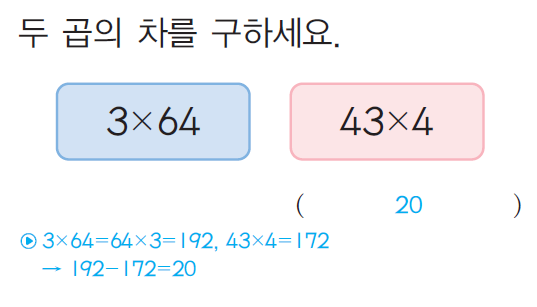 두 곱의 차를 구하세요.
3×64 43×4
( 20 )
▶ 3×64=64×3=192, 43×4=172
→ 192-172=20